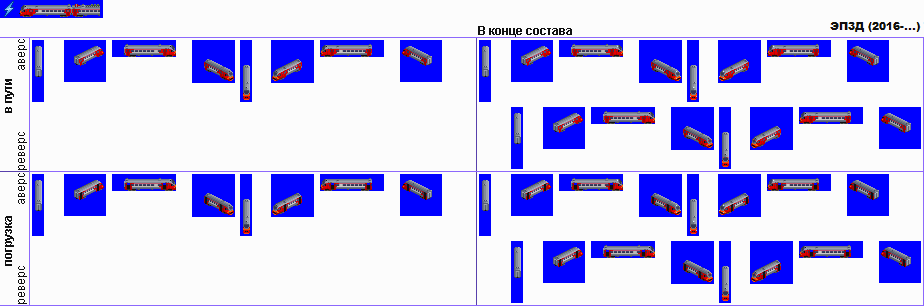 ЭП3Д (2016-...)
В конце состава
в пути
аверс
реверс
погрузка
аверс
реверс